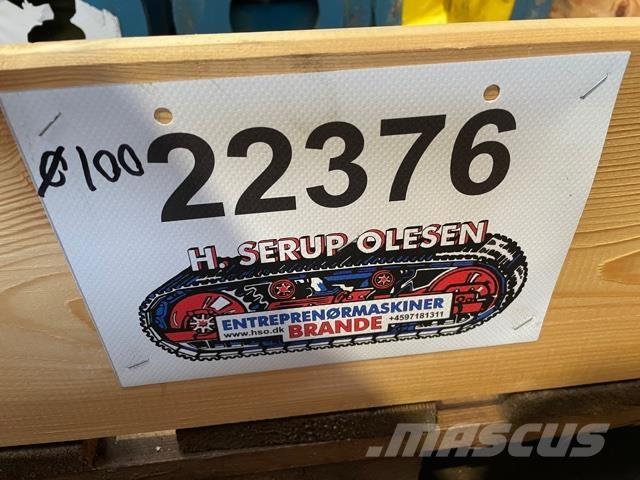 ø100 22376
H. SERUP OLESEN
ENTREPRENØRMASKINER
www.hso.dk BRANDE +4597181311
.mascus